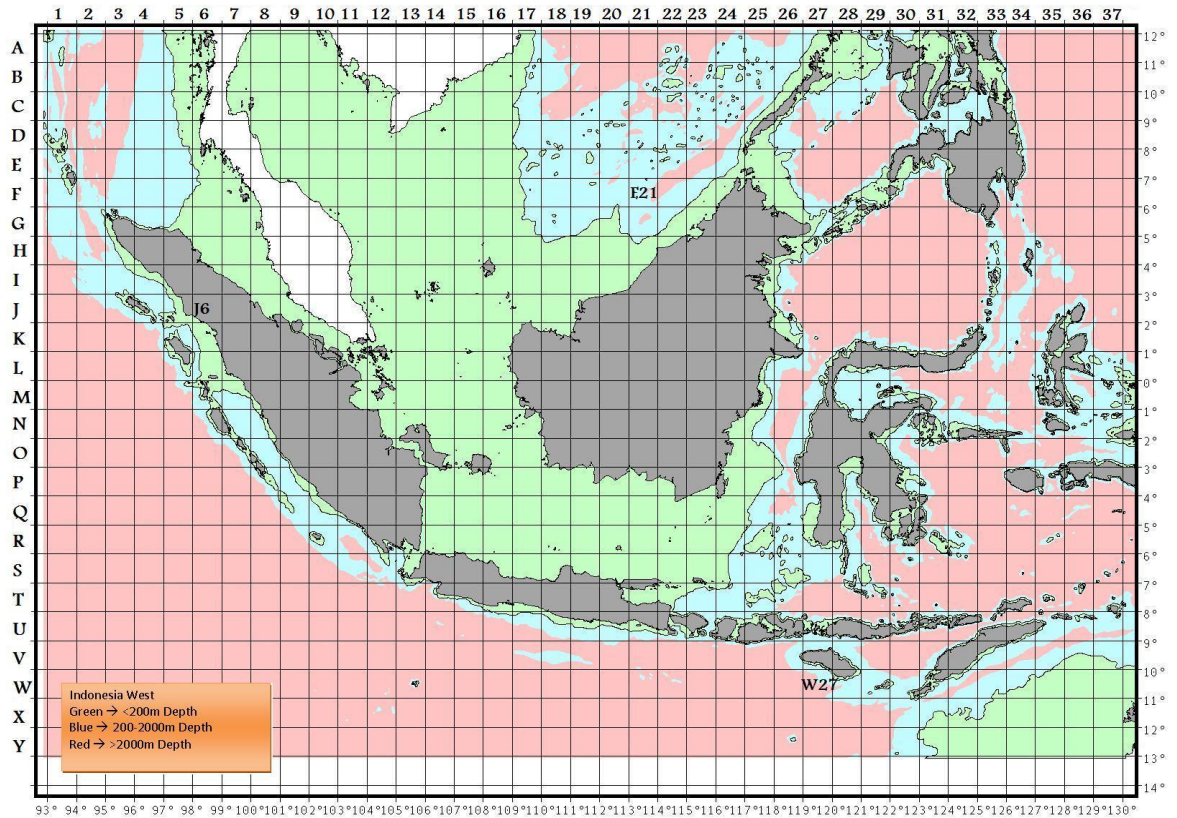 1 2 5 6 7 8 9 10 11 12 13 14 15 16 17 18 19 20 21 22 23 24 25 26 27 28 29 30 31 32 33 34 35 36 37
A
B
C
D
E
F
G
H
I
J
K
L
M
N
O
P
Q
R
S
T
U
V
W
X
Y
E21
J6
W27
Indonesia West
Green → <200m Depth
Blue → 200-2000m Depth
Red → >2000m Depth
12°
11°
10°
9°
8°
7°
6°
5°
4°
3°
2°
1°
0°
1°
2°
3°
4°
5°
6°
7°
8°
9°
10°
11°
12°
13°
14°
93° 94° 95° 96° 97° 98° 99° 100° 101° 102° 103° 104° 105° 106° 107° 108° 109° 110° 111° 112° 113° 114° 115° 116° 117° 118° 119° 120° 121° 122° 123° 124° 125° 126° 127° 128° 129° 130°